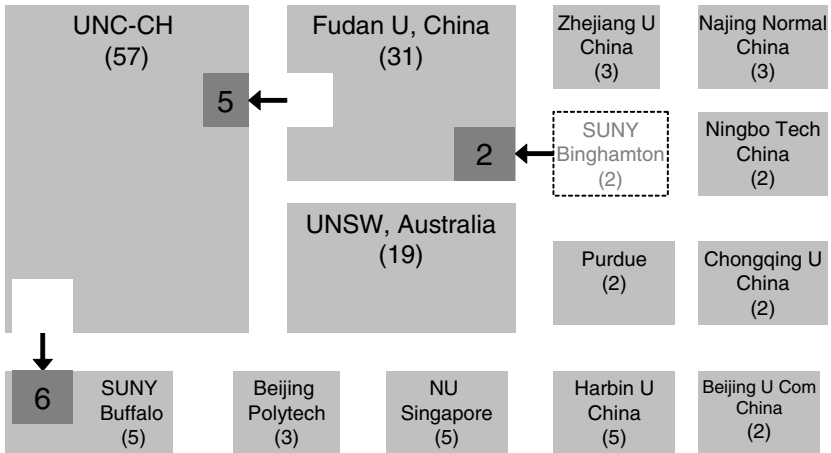 UNC-CH
(57)
Fudan U, China
(31)
Zhejiang U
China
(3)
Najing Normal
China
(3)
5
2
SUNY
Binghamton
(2)
Ningbo Tech
China
(2)
UNSW, Australia
(19)
Purdue
(2)
Chongqing U
China
(2)
6
SUNY
Buffalo
(5)
Beijing
Polytech
(3)
NU
Singapore
(5)
Harbin U
China
(5)
Beijing U Com
China
(2)